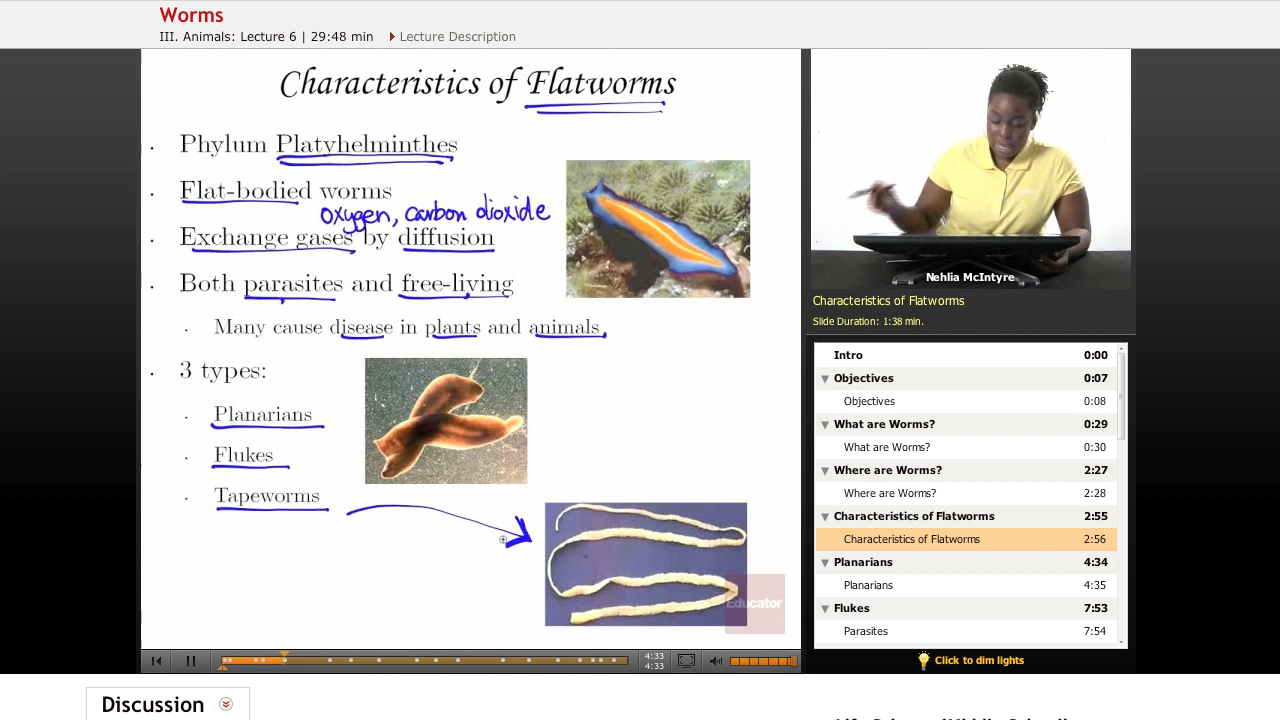 Worms
III. Animals: Lecture 6 | 29:48 min Lecture Description
Characteristics of Flatworms
Phylum Platyhelminthes
Flat-bodied worms
oxygen, carbon dioxide
Exchange gases by diffusion
Both parasites and free-living
Many cause disease in plants and animals
3 types:
Planarians
Flukes
Tapeworms
Educator
4:33
4:33
Nehlia McIntyre
Characteristics of Flatworms
Slide Duration: 1:38 min.
Intro 0:00
Objectives 0:07
Objectives 0:08
What are Worms? 0:29
What are Worms? 0:30
Where are Worms? 2:27
Where are Worms? 2:28
Characteristics of Flatworms 2:55
Characteristics of Flatworms 2:56
Planarians 4:34
Planarians 4:35
Flukes 7:53
Parasites 7:54
Click to dim lights
Discussion